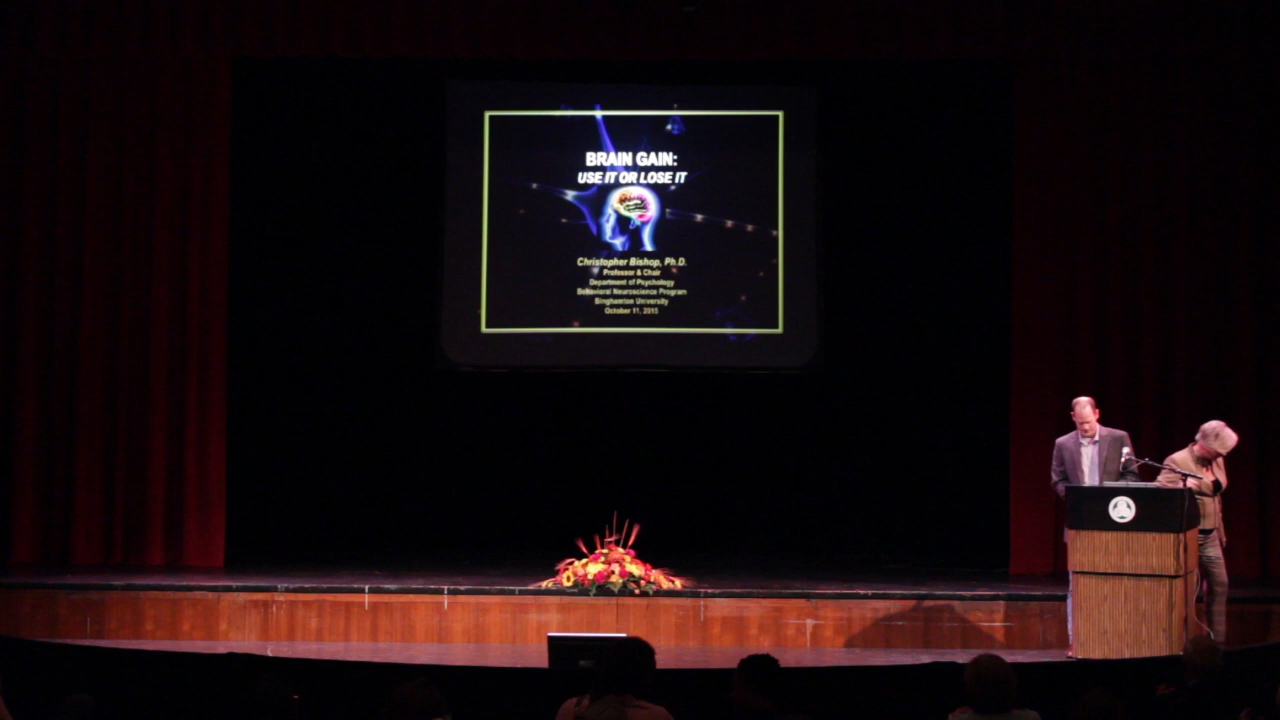 BRAIN GAIN:
USE IT OR LOSE IT
Christopher Bishop, Ph.D.
Professor & Chair
Department of Psychology
Behavioral Neuroscience Program
Binghamton University
October 11, 2015